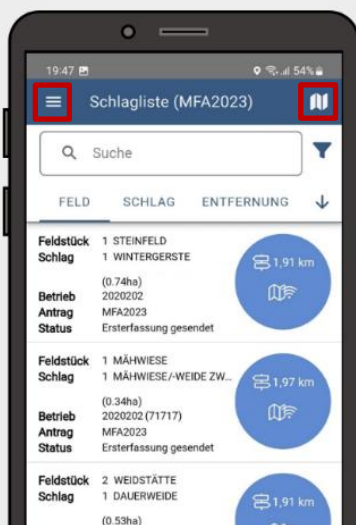 19:47 54%
Schlagliste (MFA2023)
Suche
FELD SCHLAG ENTFERNUNG
Feldstück 1 STEINFELD
Schlag 1 WINTERGERSTE
(0.74ha)
1,91 km
Betrieb 2020202
Antrag MFA2023
Status Ersterfassung gesendet
Feldstück 1 MÄHWIESE
Schlag 1 MÄHWIESE/-WEIDE ZW...
(0.34ha)
1,97 km
Betrieb 2020202 (71717)
Antrag MFA2023
Status Ersterfassung gesendet
Feldstück 2 WEIDSTÄTTE
Schlag 1 DAUERWEIDE
(0.53ha)
1,91 km